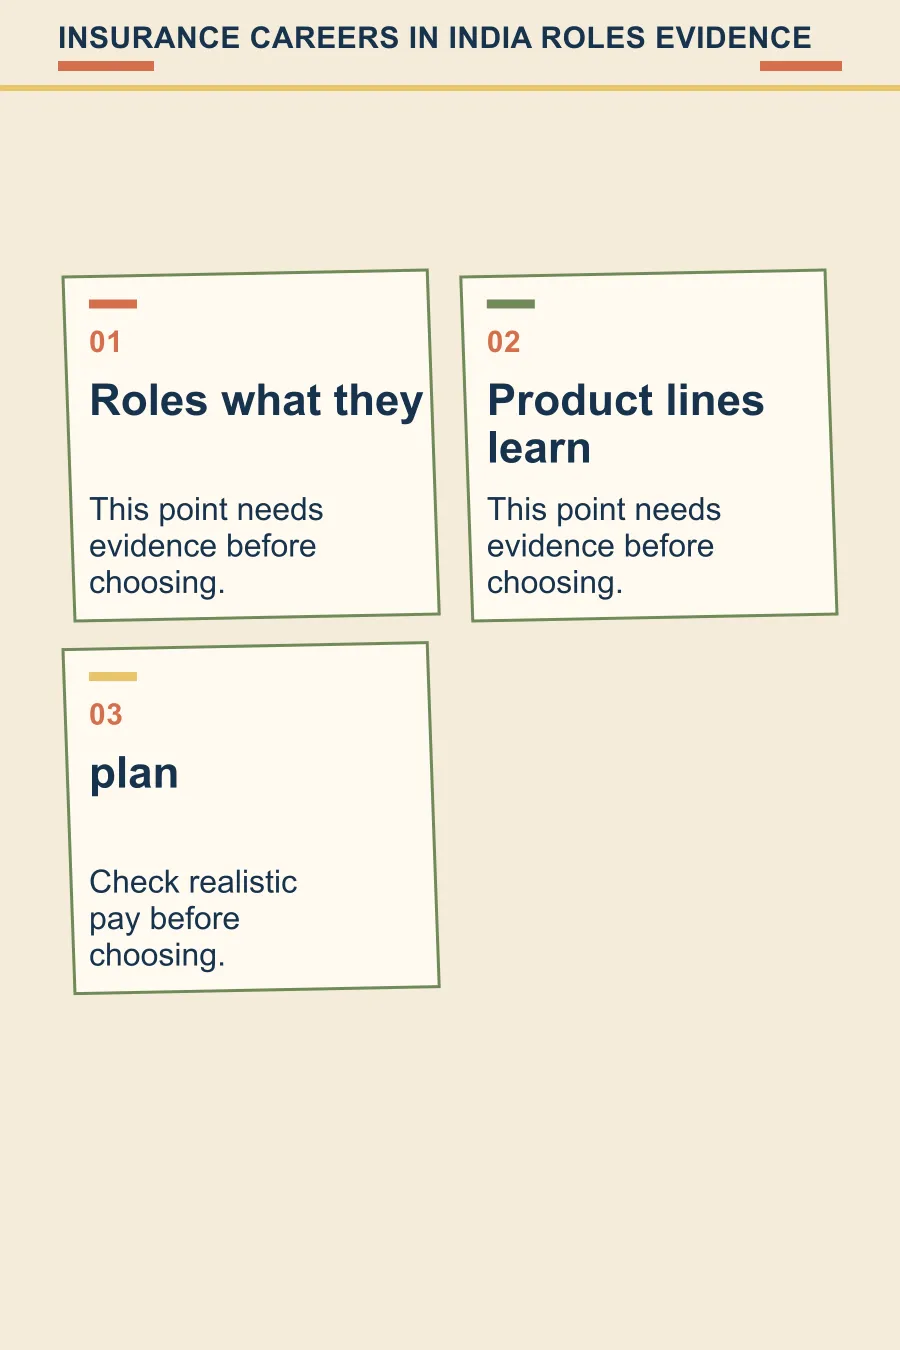 INSURANCE CAREERS IN INDIA ROLES EVIDENCE
01
Roles what they
This point needs
evidence before
choosing.
02
Product lines
learn
This point needs
evidence before
choosing.
03
plan
Check realistic
pay before
choosing.